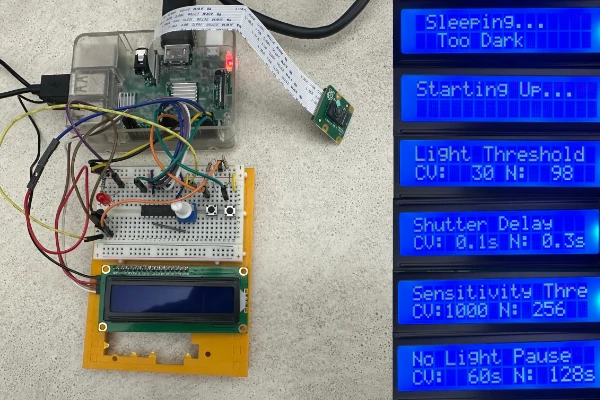 Sleeping...
Too Dark
Starting Up...
Light Threshold
CV: 30 N: 98
Shutter Delay
CV: 0.1s N: 0.3s
Sensitivity Thre
CV:1000 N: 256
No Light Pause
CV: 60s N: 128s